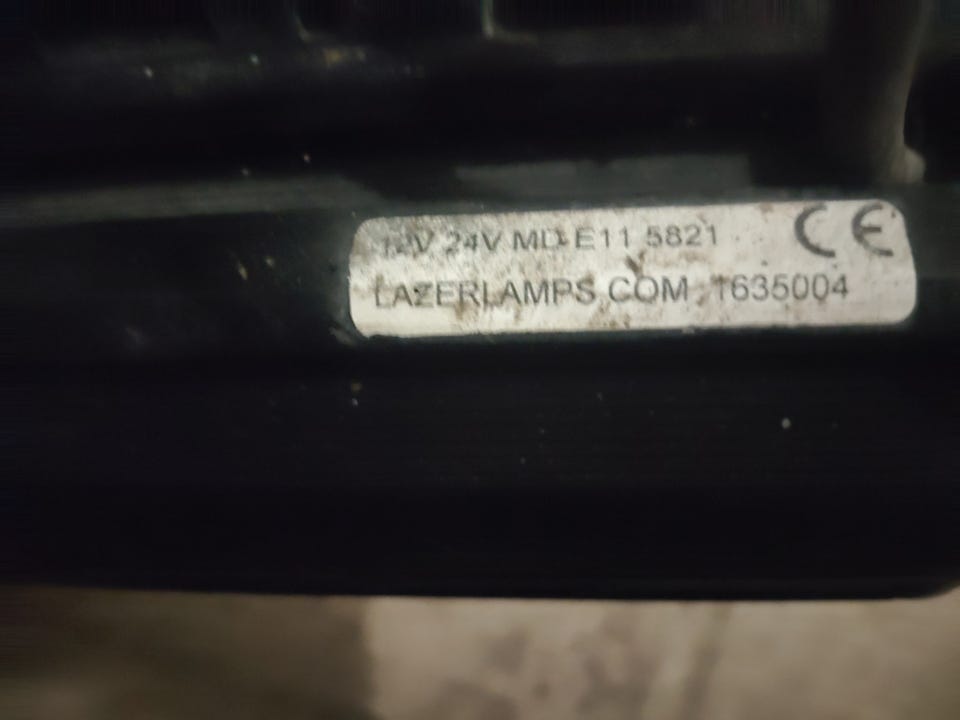 12V 24V MD E11 5821 CE
LAZERLAMPS.COM 1635004